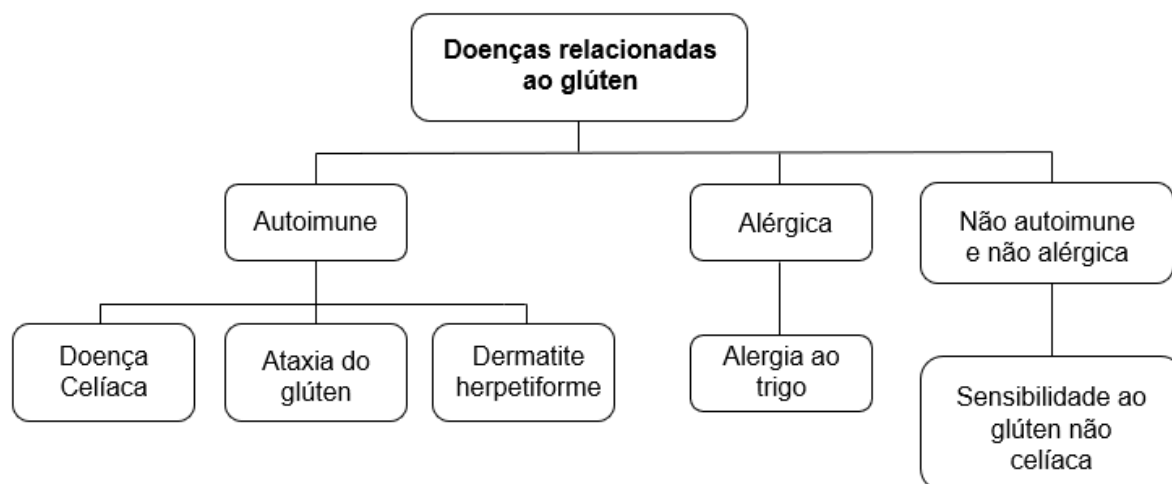 Doenças relacionadas
ao glúten
Autoimune
Alérgica
Não autoimune
e não alérgica
Doença
Celíaca
Ataxia do
glúten
Dermatite
herpetiforme
Alergia ao
trigo
Sensibilidade ao
glúten não
celíaca